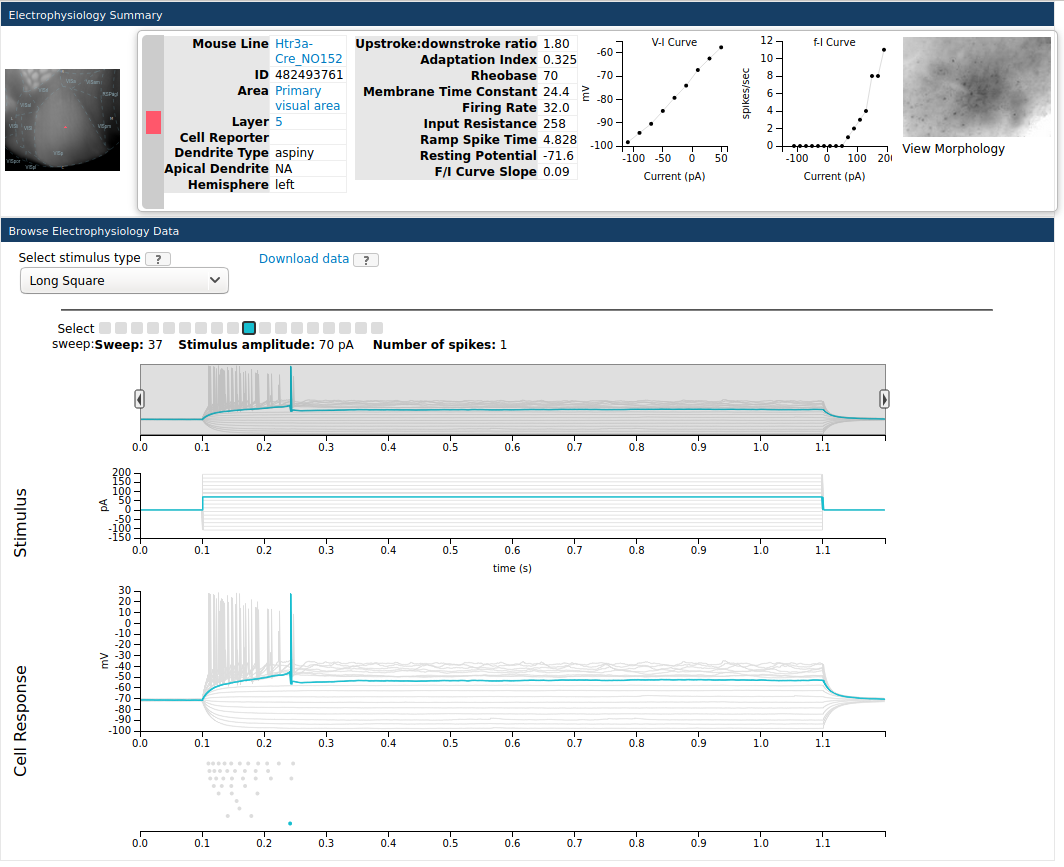 Electrophysiology Summary
Mouse Line Htr3a-
Cre_NO152
ID 482493761
Area Primary
visual area
Layer 5
Cell Reporter
Dendrite Type aspiny
Apical Dendrite NA
Hemisphere left
Upstroke:downstroke ratio 1.80
Adaptation Index 0.325
Rheobase 70
Membrane Time Constant 24.4
Firing Rate 32.0
Input Resistance 258
Ramp Spike Time 4.828
Resting Potential -71.6
F/I Curve Slope 0.09
V-I Curve
-60
-70
-80
-90
-100
mV
-100 -50 0 50
Current (pA)
f-I Curve
12
10
8
6
4
2
0
spikes/sec
-100 0 100 200
Current (pA)
View Morphology
Browse Electrophysiology Data
Select stimulus type ?
Download data ?
Long Square
Select
sweep:Sweep: 37 Stimulus amplitude: 70 pA Number of spikes: 1
0.0 0.1 0.2 0.3 0.4 0.5 0.6 0.7 0.8 0.9 1.0 1.1
Stimulus
pA
200
150
100
50
0
-50
-100
-150
0.0 0.1 0.2 0.3 0.4 0.5 0.6 0.7 0.8 0.9 1.0 1.1
time (s)
Cell Response
mV
30
20
10
0
-10
-20
-30
-40
-50
-60
-70
-80
-90
-100
0.0 0.1 0.2 0.3 0.4 0.5 0.6 0.7 0.8 0.9 1.0 1.1
0.0 0.1 0.2 0.3 0.4 0.5 0.6 0.7 0.8 0.9 1.0 1.1